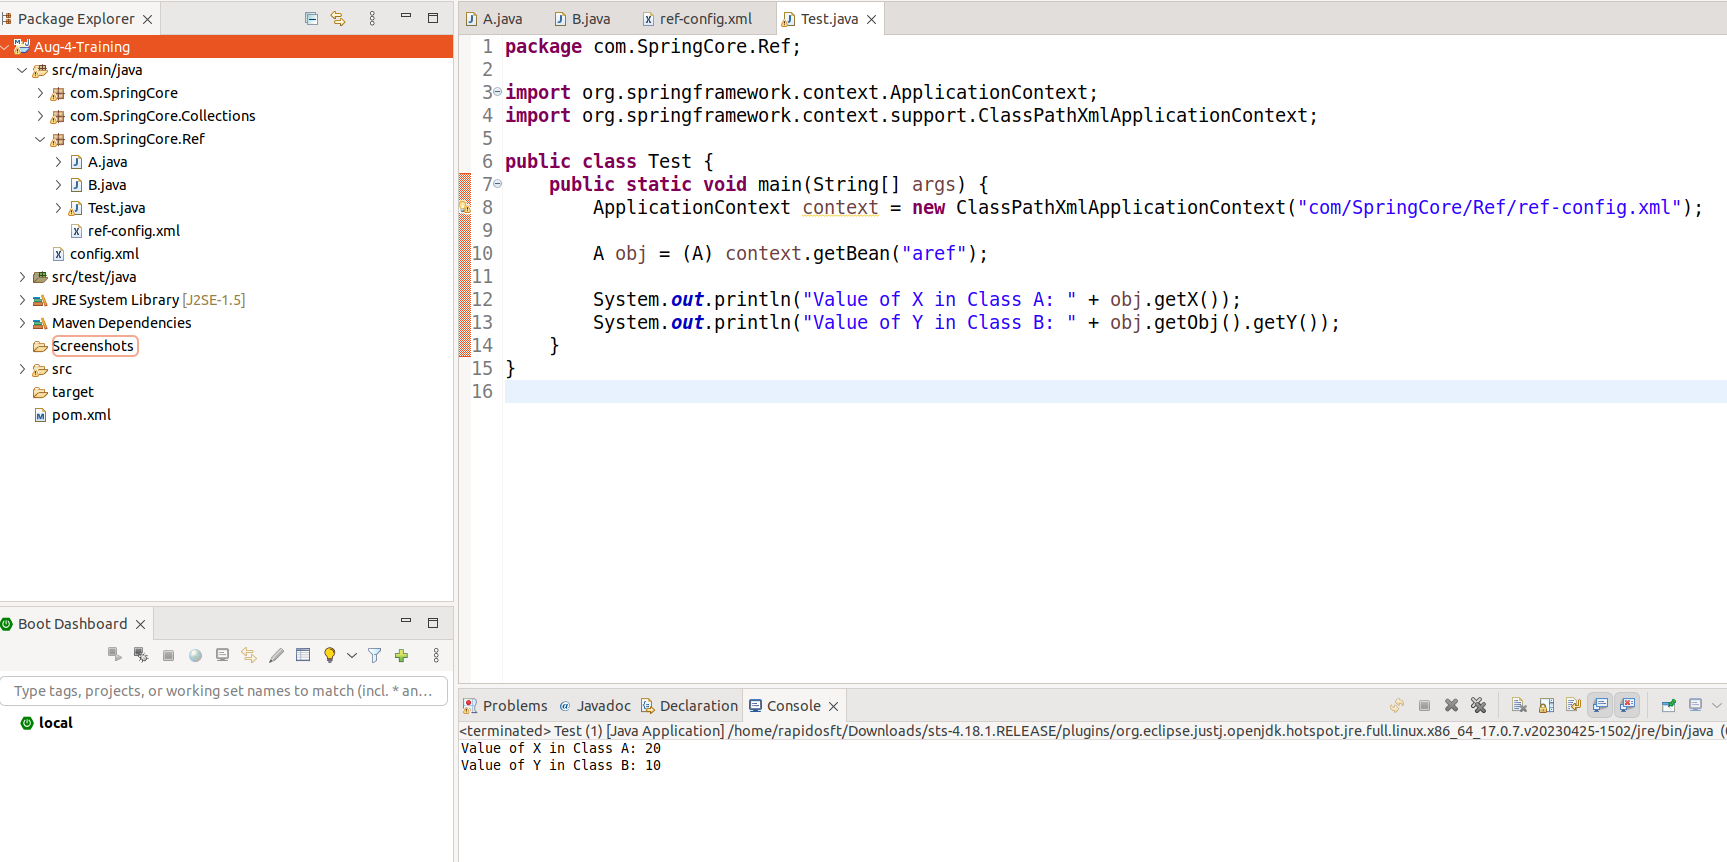 Package Explorer
Aug-4-Training
src/main/java
com.SpringCore
com.SpringCore.Collections
com.SpringCore.Ref
A.java
B.java
Test.java
ref-config.xml
config.xml
src/test/java
JRE System Library [J2SE-1.5]
Maven Dependencies
Screenshots
src
target
pom.xml
Boot Dashboard
Type tags, projects, or working set names to match (incl. * an...
local
A.java B.java ref-config.xml Test.java
1 package com.SpringCore.Ref;
2
3 import org.springframework.context.ApplicationContext;
4 import org.springframework.context.support.ClassPathXmlApplicationContext;
5
6 public class Test {
7 public static void main(String[] args) {
8 ApplicationContext context = new ClassPathXmlApplicationContext("com/SpringCore/Ref/ref-config.xml");
9
10 A obj = (A) context.getBean("aref");
11
12 System.out.println("Value of X in Class A: " + obj.getX());
13 System.out.println("Value of Y in Class B: " + obj.getObj().getY());
14 }
15 }
16
Problems @ Javadoc Declaration Console
<terminated> Test (1) [Java Application] /home/rapidosft/Downloads/sts-4.18.1.RELEASE/plugins/org.eclipse.justj.openjdk.hotspot.jre.full.linux.x86_64_17.0.7.v20230425-1502/jre/bin/java
Value of X in Class A: 20
Value of Y in Class B: 10